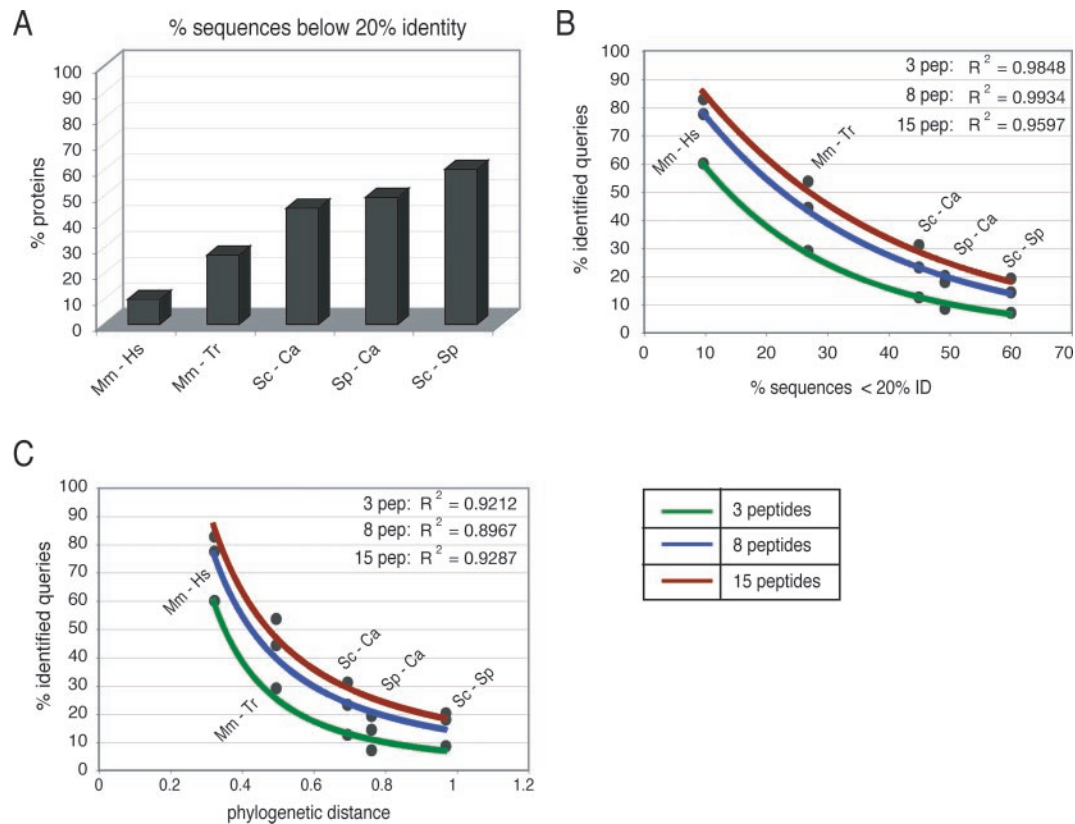 A
% sequences below 20% identity
% proteins
100
90
80
70
60
50
40
30
20
10
0
Mm - Hs
Mm - Tr
Sc - Ca
Sp - Ca
Sc - Sp
B
% identified queries
100
90
80
70
60
50
40
30
20
10
0
3 pep: R² = 0.9848
8 pep: R² = 0.9934
15 pep: R² = 0.9597
Mm - Hs
Mm - Tr
Sc - Ca
Sp - Ca
Sc - Sp
0 10 20 30 40 50 60 70
% sequences < 20% ID
C
% identified queries
100
90
80
70
60
50
40
30
20
10
0
3 pep: R² = 0.9212
8 pep: R² = 0.8967
15 pep: R² = 0.9287
Mm - Hs
Mm - Tr
Sc - Ca
Sp - Ca
Sc - Sp
0 0.2 0.4 0.6 0.8 1 1.2
phylogenetic distance
3 peptides
8 peptides
15 peptides